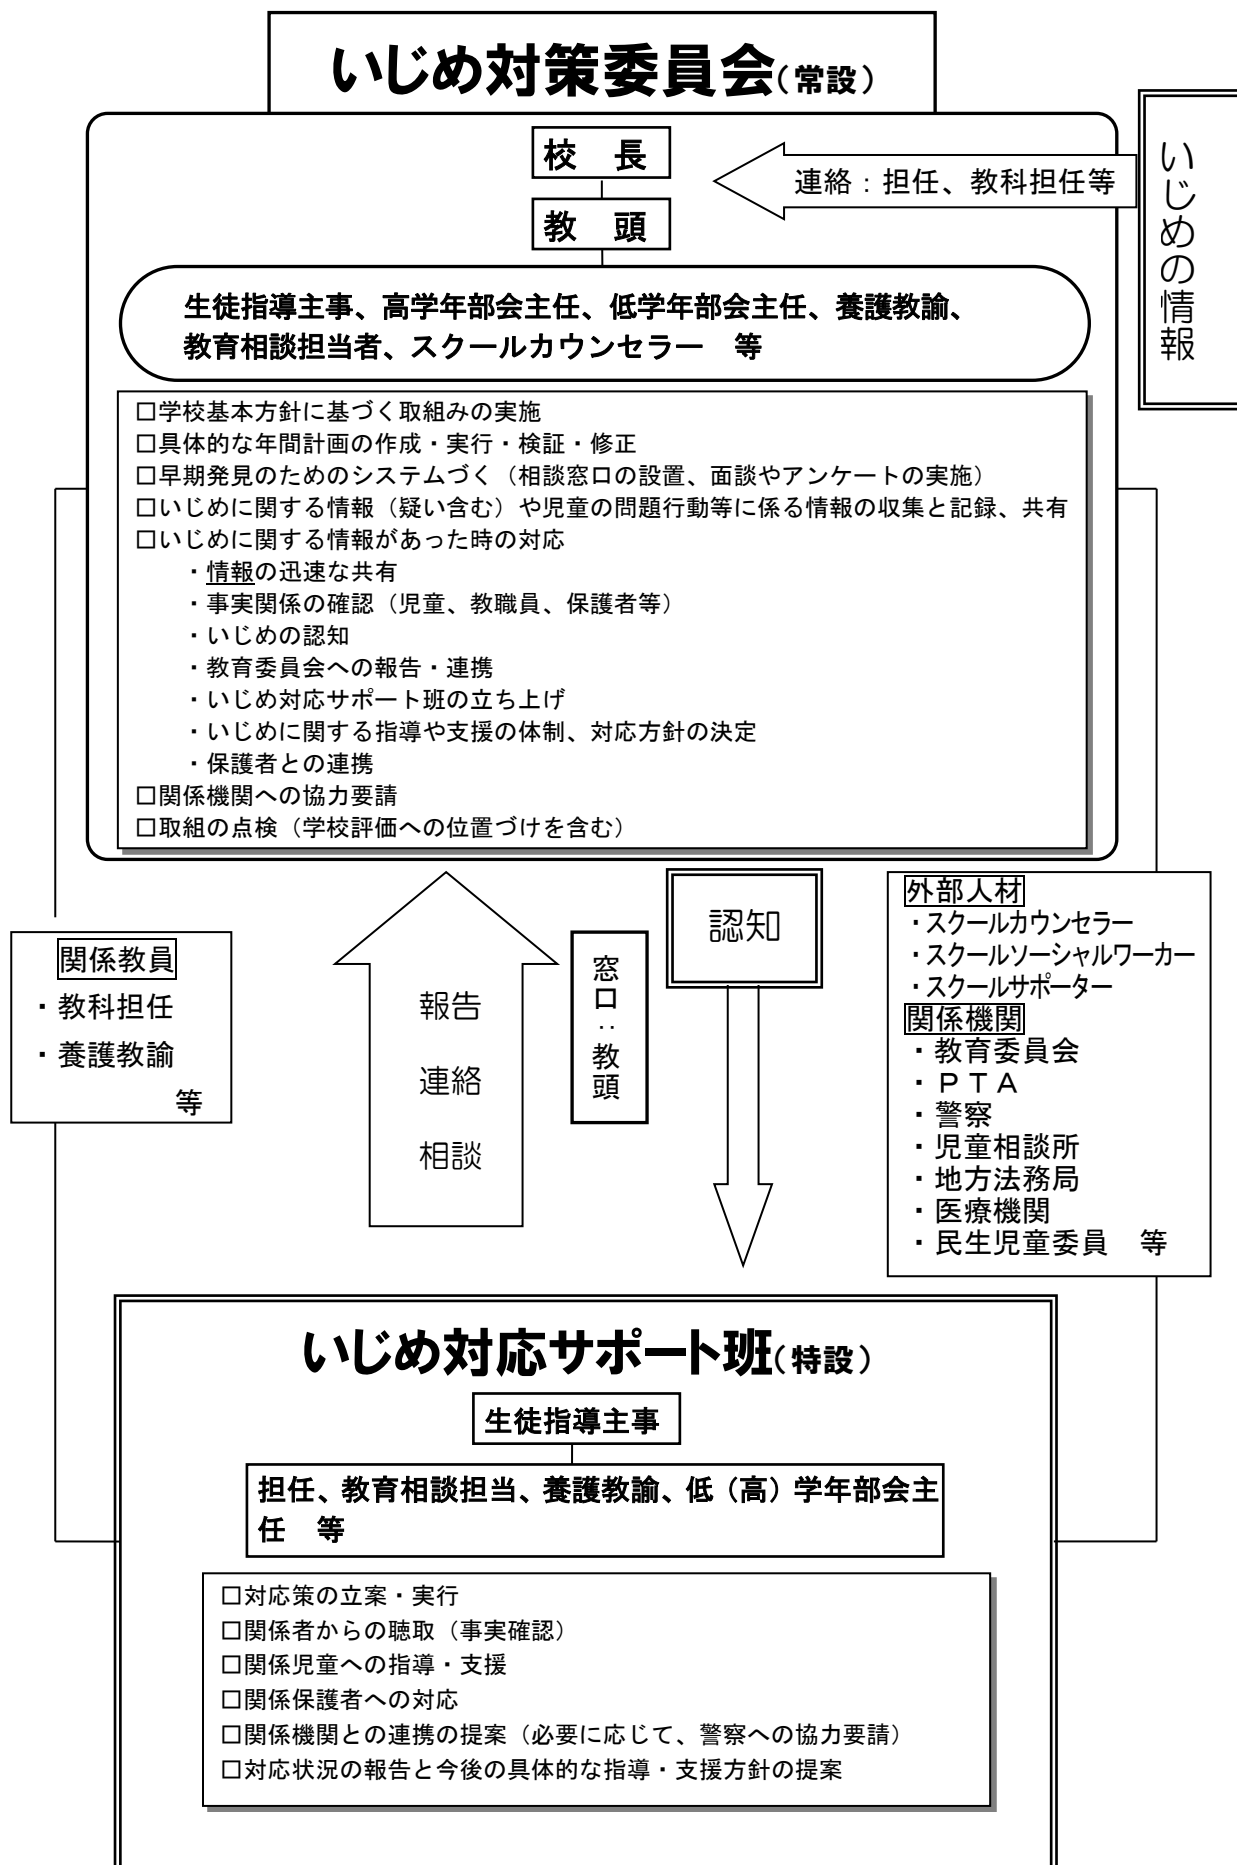 いじめ対策委員会（常設）
校　長
連絡：担任、教科担任等
いじめの情報
教　頭
生徒指導主事、高学年部会主任、低学年部会主任、養護教諭、
教育相談担当者、スクールカウンセラー　等
□学校基本方針に基づく取組みの実施
□具体的な年間計画の作成・実行・検証・修正
□早期発見のためのシステムづく（相談窓口の設置、面談やアンケートの実施）
□いじめに関する情報（疑い含む）や児童の問題行動等に係る情報の収集と記録、共有
□いじめに関する情報があった時の対応
・情報の迅速な共有
・事実関係の確認（児童、教職員、保護者等）
・いじめの認知
・教育委員会への報告・連携
・いじめ対応サポート班の立ち上げ
・いじめに関する指導や支援の体制、対応方針の決定
・保護者との連携
□関係機関への協力要請
□取組の点検（学校評価への位置づけを含む）
関係教員
・教科担任
・養護教諭
等
報告
連絡
相談
窓口：教頭
認知
外部人材
・スクールカウンセラー
・スクールソーシャルワーカー
・スクールサポーター
関係機関
・教育委員会
・ＰＴＡ
・警察
・児童相談所
・地方法務局
・医療機関
・民生児童委員　等
いじめ対応サポート班（特設）
生徒指導主事
担任、教育相談担当、養護教諭、低（高）学年部会主
任　等
□対応策の立案・実行
□関係者からの聴取（事実確認）
□関係児童への指導・支援
□関係保護者への対応
□関係機関との連携の提案（必要に応じて、警察への協力要請）
□対応状況の報告と今後の具体的な指導・支援方針の提案